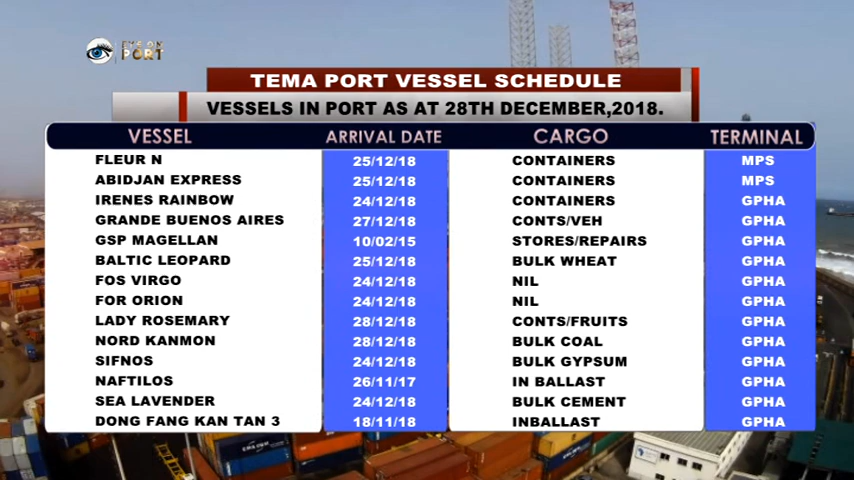 EYE ON
PORT
TEMA PORT VESSEL SCHEDULE
VESSELS IN PORT AS AT 28TH DECEMBER,2018.
VESSEL ARRIVAL DATE CARGO TERMINAL
FLEUR N 25/12/18 CONTAINERS MPS
ABIDJAN EXPRESS 25/12/18 CONTAINERS MPS
IRENES RAINBOW 24/12/18 CONTAINERS GPHA
GRANDE BUENOS AIRES 27/12/18 CONTS/VEH GPHA
GSP MAGELLAN 10/02/15 STORES/REPAIRS GPHA
BALTIC LEOPARD 25/12/18 BULK WHEAT GPHA
FOS VIRGO 24/12/18 NIL GPHA
FOR ORION 24/12/18 NIL GPHA
LADY ROSEMARY 28/12/18 CONTS/FRUITS GPHA
NORD KANMON 28/12/18 BULK COAL GPHA
SIFNOS 24/12/18 BULK GYPSUM GPHA
NAFTILOS 26/11/17 IN BALLAST GPHA
SEA LAVENDER 24/12/18 BULK CEMENT GPHA
DONG FANG KAN TAN 3 18/11/18 INBALLAST GPHA